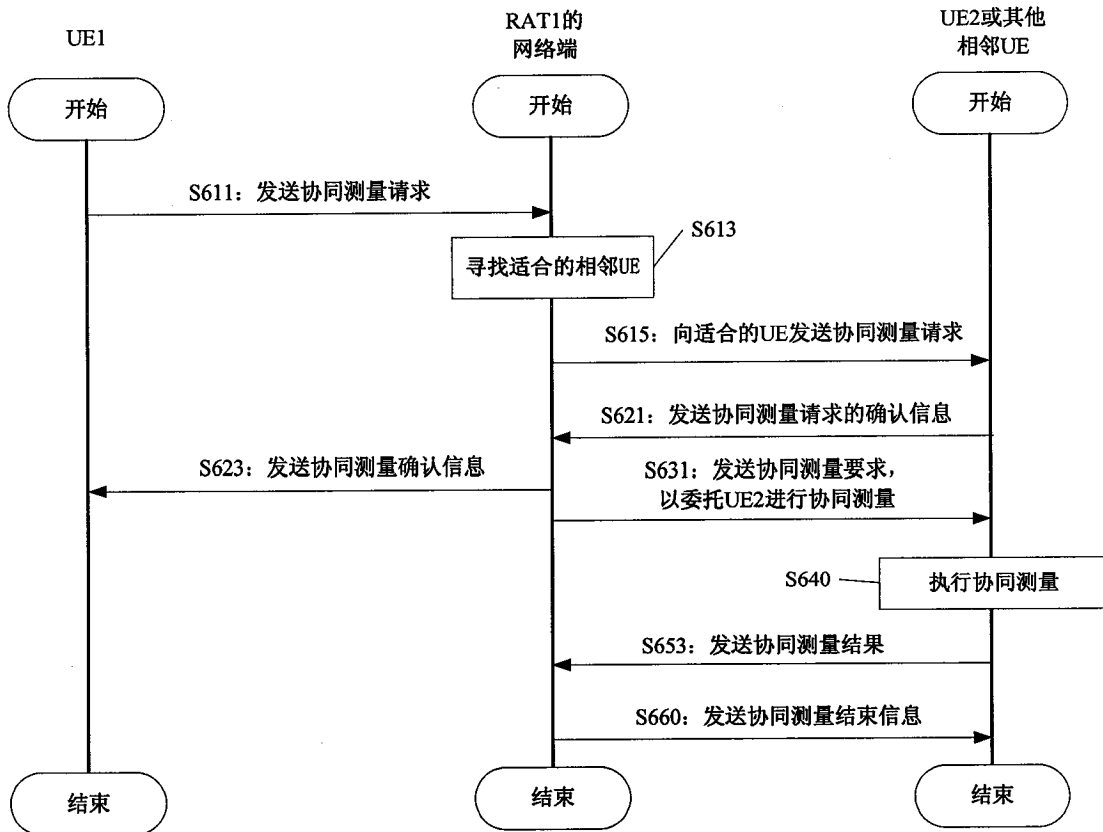 UE1
RAT1的
网络端
UE2或其他
相邻UE
开始
开始
开始
S611：发送协同测量请求
S613
寻找适合的相邻UE
S615：向适合的UE发送协同测量请求
S621：发送协同测量请求的确认信息
S623：发送协同测量确认信息
S631：发送协同测量要求，
以委托UE2进行协同测量
S640
执行协同测量
S653：发送协同测量结果
S660：发送协同测量结束信息
结束
结束
结束